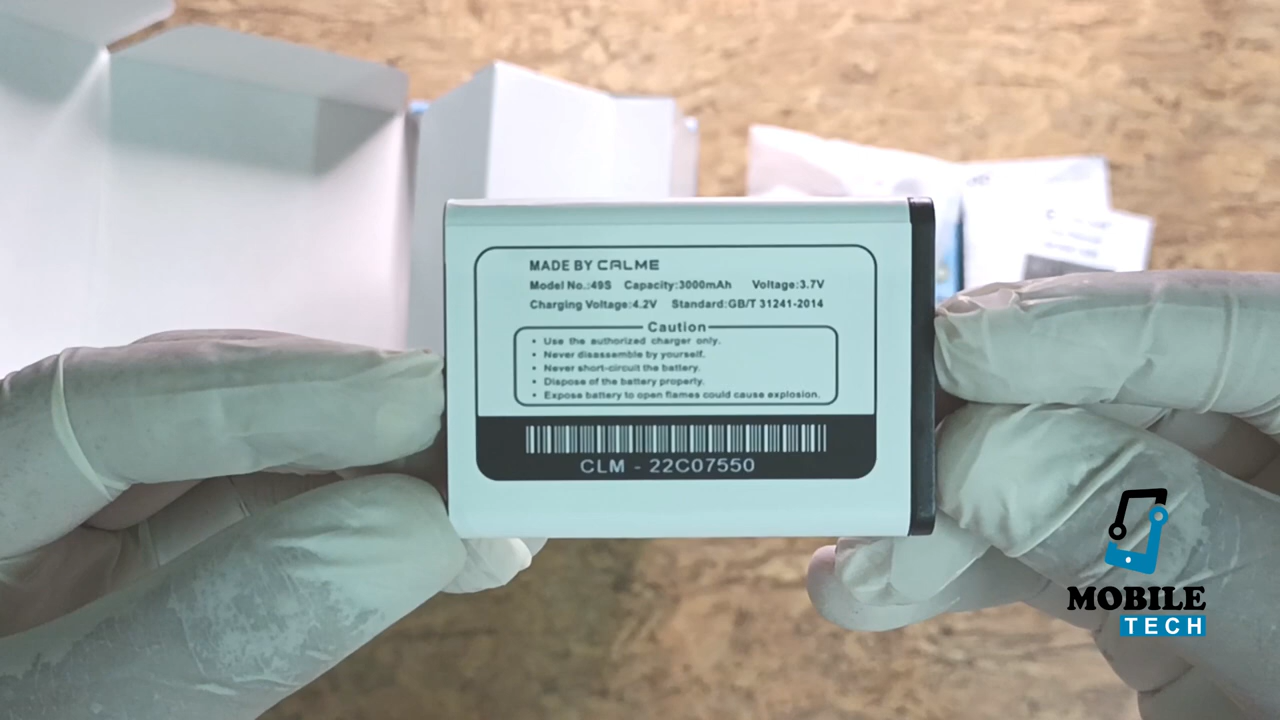 MADE BY CALME
Model No.:49S Capacity:3000mAh Voltage:3.7V
Charging Voltage:4.2V Standard:GB/T 31241-2014
Caution
• Use the authorized charger only.
• Never disassemble by yourself.
• Never short-circuit the battery.
• Dispose of the battery properly.
• Expose battery to open flames could cause explosion.
CLM - 22C07550
MOBILE
TECH